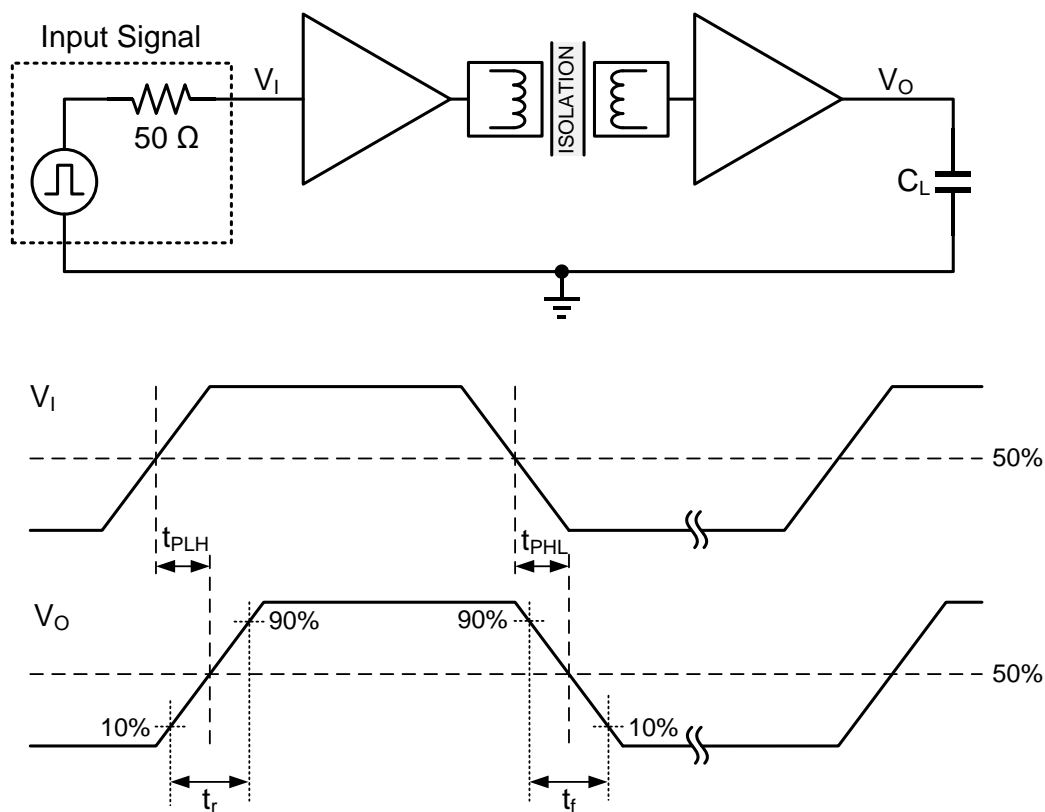 Input Signal
V_I
50 Ω
ISOLATION
V_O
C_L
V_I
50%
t_PLH
t_PHL
V_O
90%
90%
50%
10%
10%
t_r
t_f